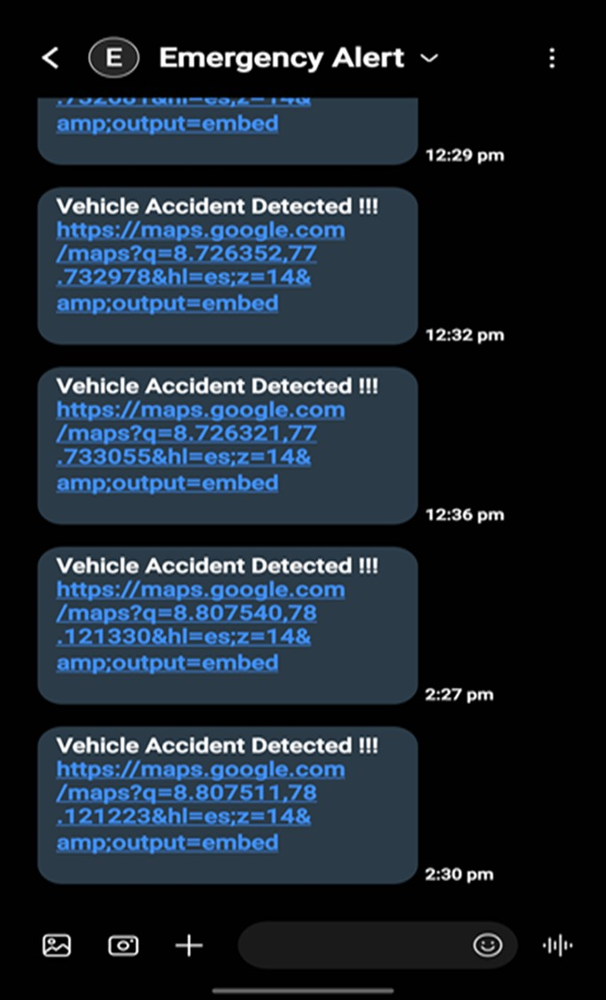 E Emergency Alert
amp;output=embed
12:29 pm
Vehicle Accident Detected !!!
https://maps.google.com
/maps?q=8.726352,77
.732978&hl=es;z=14&
amp;output=embed
12:32 pm
Vehicle Accident Detected !!!
https://maps.google.com
/maps?q=8.726321,77
.733055&hl=es;z=14&
amp;output=embed
12:36 pm
Vehicle Accident Detected !!!
https://maps.google.com
/maps?q=8.807540,78
.121330&hl=es;z=14&
amp;output=embed
2:27 pm
Vehicle Accident Detected !!!
https://maps.google.com
/maps?q=8.807511,78
.121223&hl=es;z=14&
amp;output=embed
2:30 pm